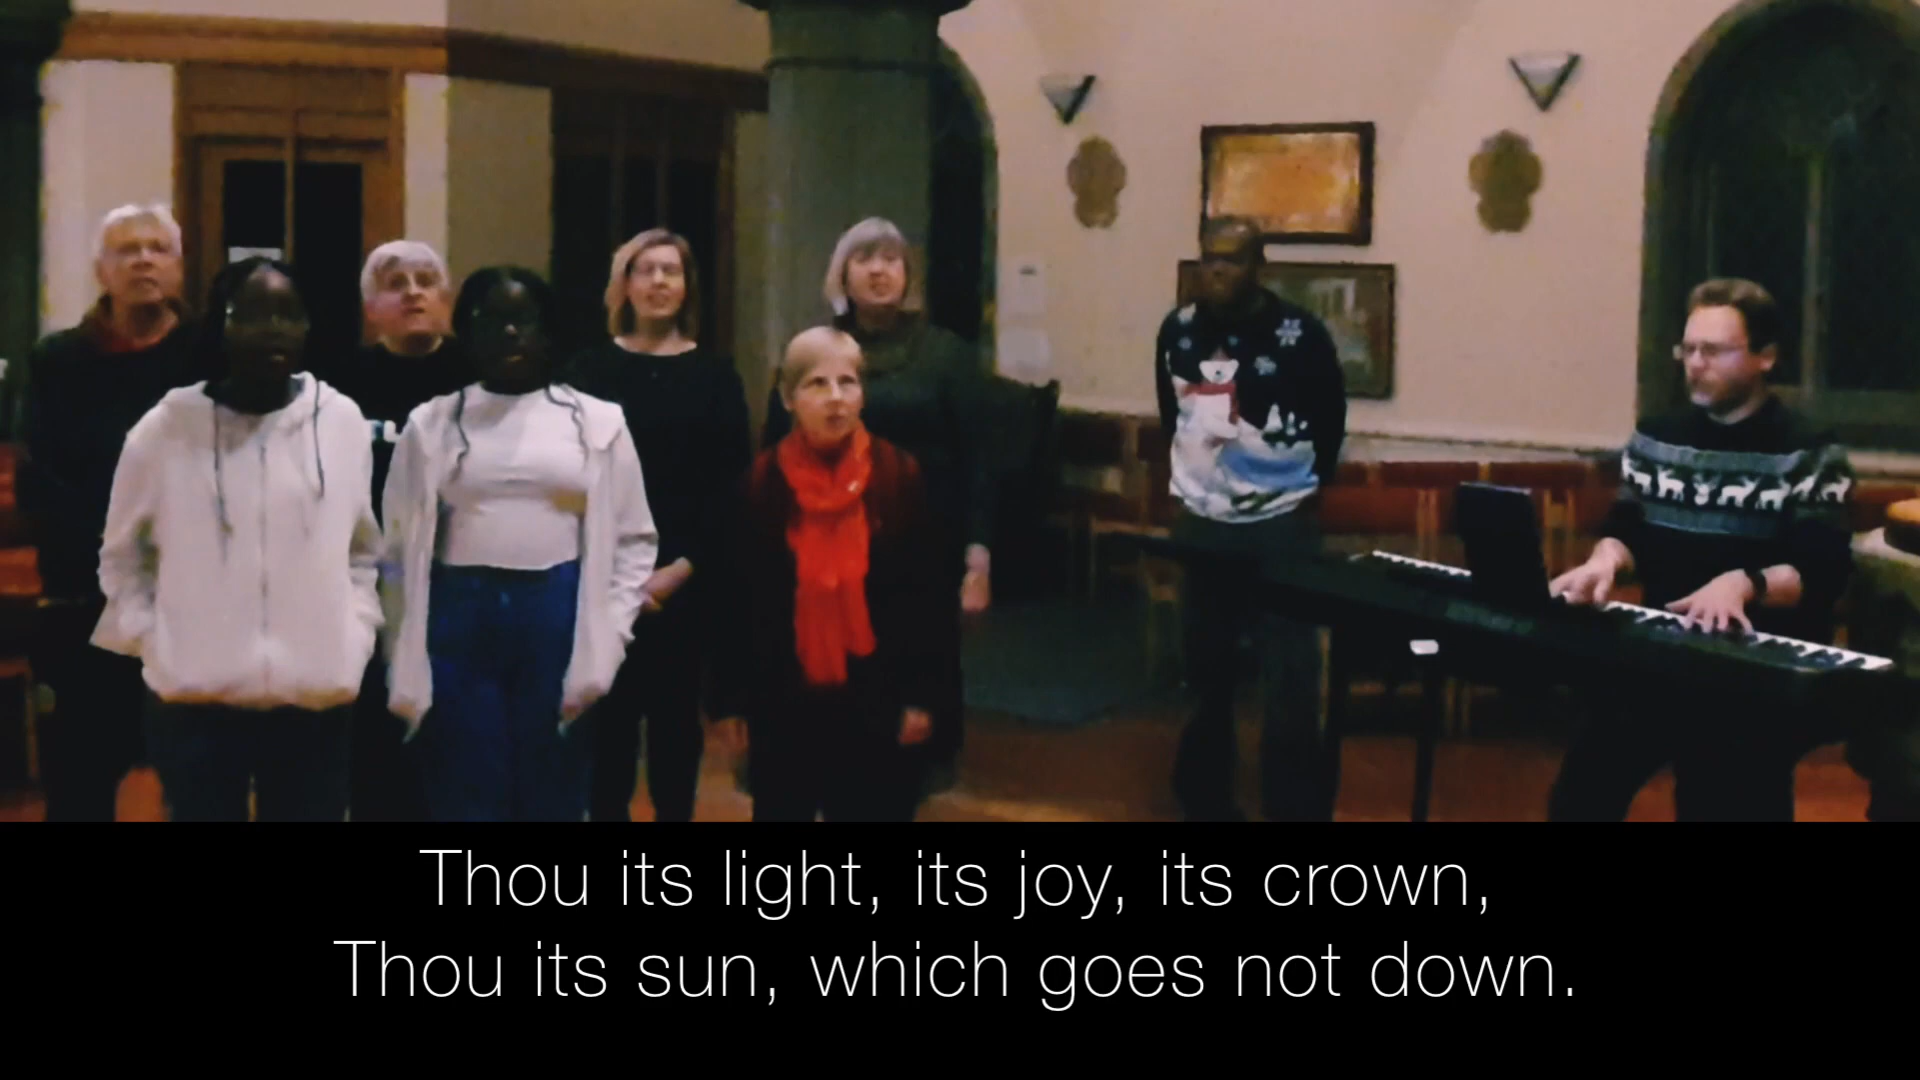 Thou its light, its joy, its crown,
Thou its sun, which goes not down.